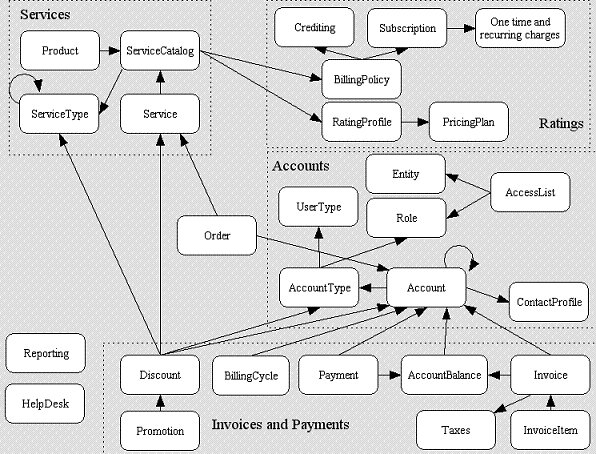 Services
Product
ServiceCatalog
ServiceType
Service
Crediting
Subscription
One time and
recurring charges
BillingPolicy
RatingProfile
PricingPlan
Ratings
Accounts
Entity
UserType
Role
AccessList
Order
AccountType
Account
ContactProfile
Reporting
HelpDesk
Discount
BillingCycle
Payment
AccountBalance
Invoice
Promotion
Invoices and Payments
Taxes
InvoiceItem